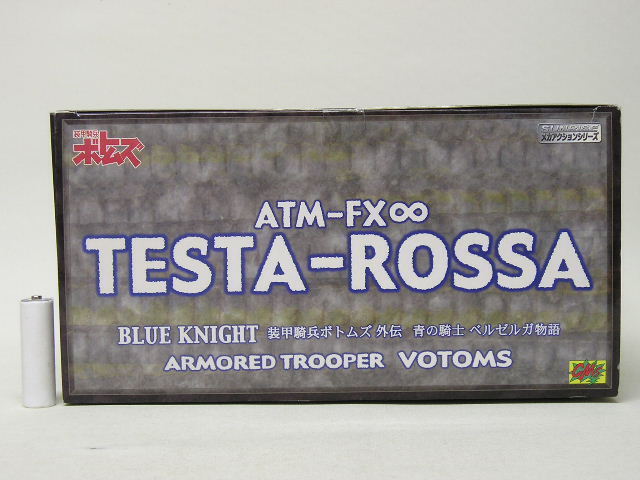 装甲騎兵
ボトムズ
SUNRISE
メカアクションシリーズ
ATM-FX∞
TESTA-ROSSA
BLUE KNIGHT 装甲騎兵ボトムズ 外伝 青の騎士 ベルゼルガ物語
ARMORED TROOPER VOTOMS
CM's